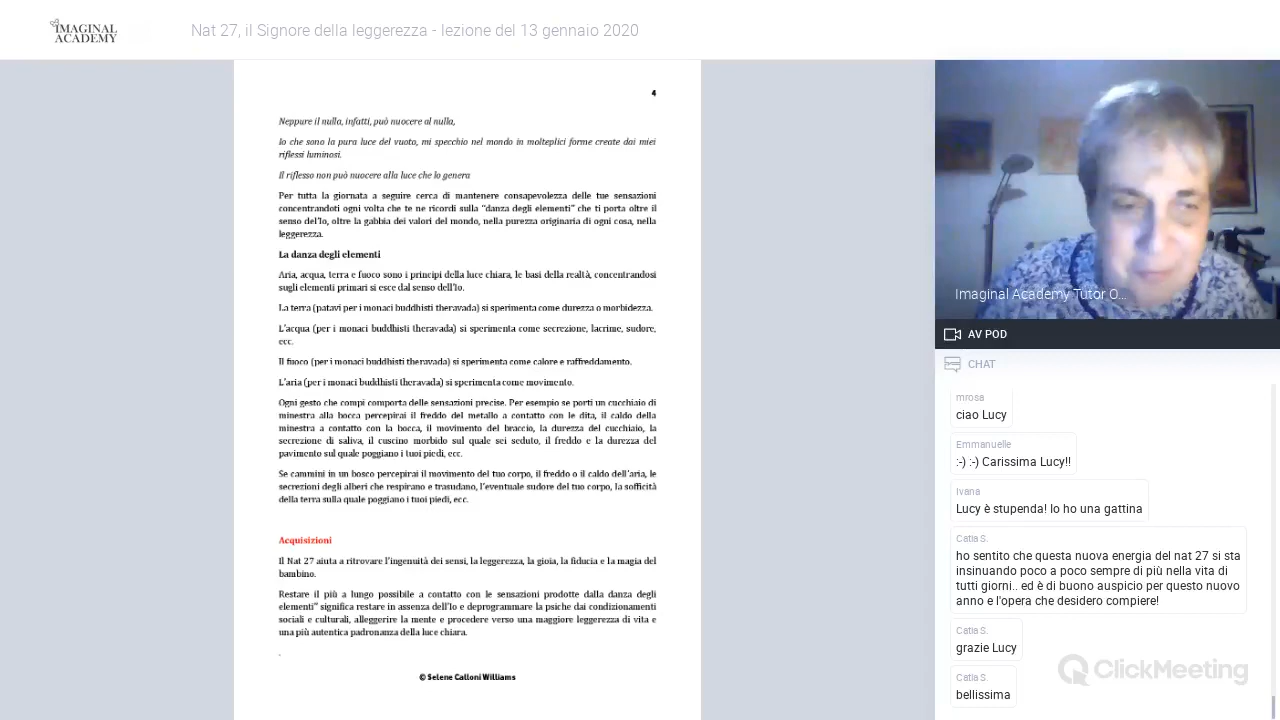 IMAGINAL
ACADEMY
Nat 27, il Signore della leggerezza - lezione del 13 gennaio 2020
4
Neppure il nulla, infatti, può nuocere al nulla,
Io che sono la pura luce del vuoto, mi specchio nel mondo in molteplici forme create dai miei
riflessi luminosi.
Il riflesso non può nuocere alla luce che lo genera
Per tutta la giornata a seguire cerca di mantenere consapevolezza delle tue sensazioni
concentrandoti ogni volta che te ne ricordi sulla “danza degli elementi” che ti porta oltre il
senso del’Io, oltre la gabbia dei valori del mondo, nella purezza originaria di ogni cosa, nella
leggerezza.
La danza degli elementi
Aria, acqua, terra e fuoco sono i principi della luce chiara, le basi della realtà, concentrandosi
sugli elementi primari si esce dal senso dell’Io.
La terra (patavi per i monaci buddhisti theravada) si sperimenta come durezza o morbidezza.
L’acqua (per i monaci buddhisti theravada) si sperimenta come secrezione, lacrime, sudore,
ecc.
Il fuoco (per i monaci buddhisti theravada) si sperimenta come calore e raffreddamento.
L’aria (per i monaci buddhisti theravada) si sperimenta come movimento.
Ogni gesto che compi comporta delle sensazioni precise. Per esempio se porti un cucchiaio di
minestra alla bocca percepirai il freddo del metallo a contatto con le dita, il caldo della
minestra a contatto con la bocca, il movimento del braccio, la durezza del cucchiaio, la
secrezione di saliva, il cuscino morbido sul quale sei seduto, il freddo e la durezza del
pavimento sul quale poggiano i tuoi piedi, ecc.
Se cammini in un bosco percepirai il movimento del tuo corpo, il freddo o il caldo dell’aria, le
secrezioni degli alberi che respirano e trasudano, l’eventuale sudore del tuo corpo, la sofficità
della terra sulla quale poggiano i tuoi piedi, ecc.
Acquisizioni
Il Nat 27 aiuta a ritrovare l’ingenuità dei sensi, la leggerezza, la gioia, la fiducia e la magia del
bambino.
Restare il più a lungo possibile a contatto con le sensazioni prodotte dalla danza degli
elementi” significa restare in assenza dell’Io e deprogrammare la psiche dai condizionamenti
sociali e culturali, alleggerire la mente e procedere verso una maggiore leggerezza di vita e
una più autentica padronanza della luce chiara.
.
© Selene Calloni Williams
Imaginal Academy Tutor O...
AV POD
CHAT
mrosa
ciao Lucy
Emmanuelle
:-) :-) Carissima Lucy!!
Ivana
Lucy è stupenda! Io ho una gattina
Catia S.
ho sentito che questa nuova energia del nat 27 si sta
insinuando poco a poco sempre di più nella vita di
tutti giorni.. ed è di buono auspicio per questo nuovo
anno e l'opera che desidero compiere!
Catia S.
grazie Lucy
Catia S.
bellissima
ClickMeeting